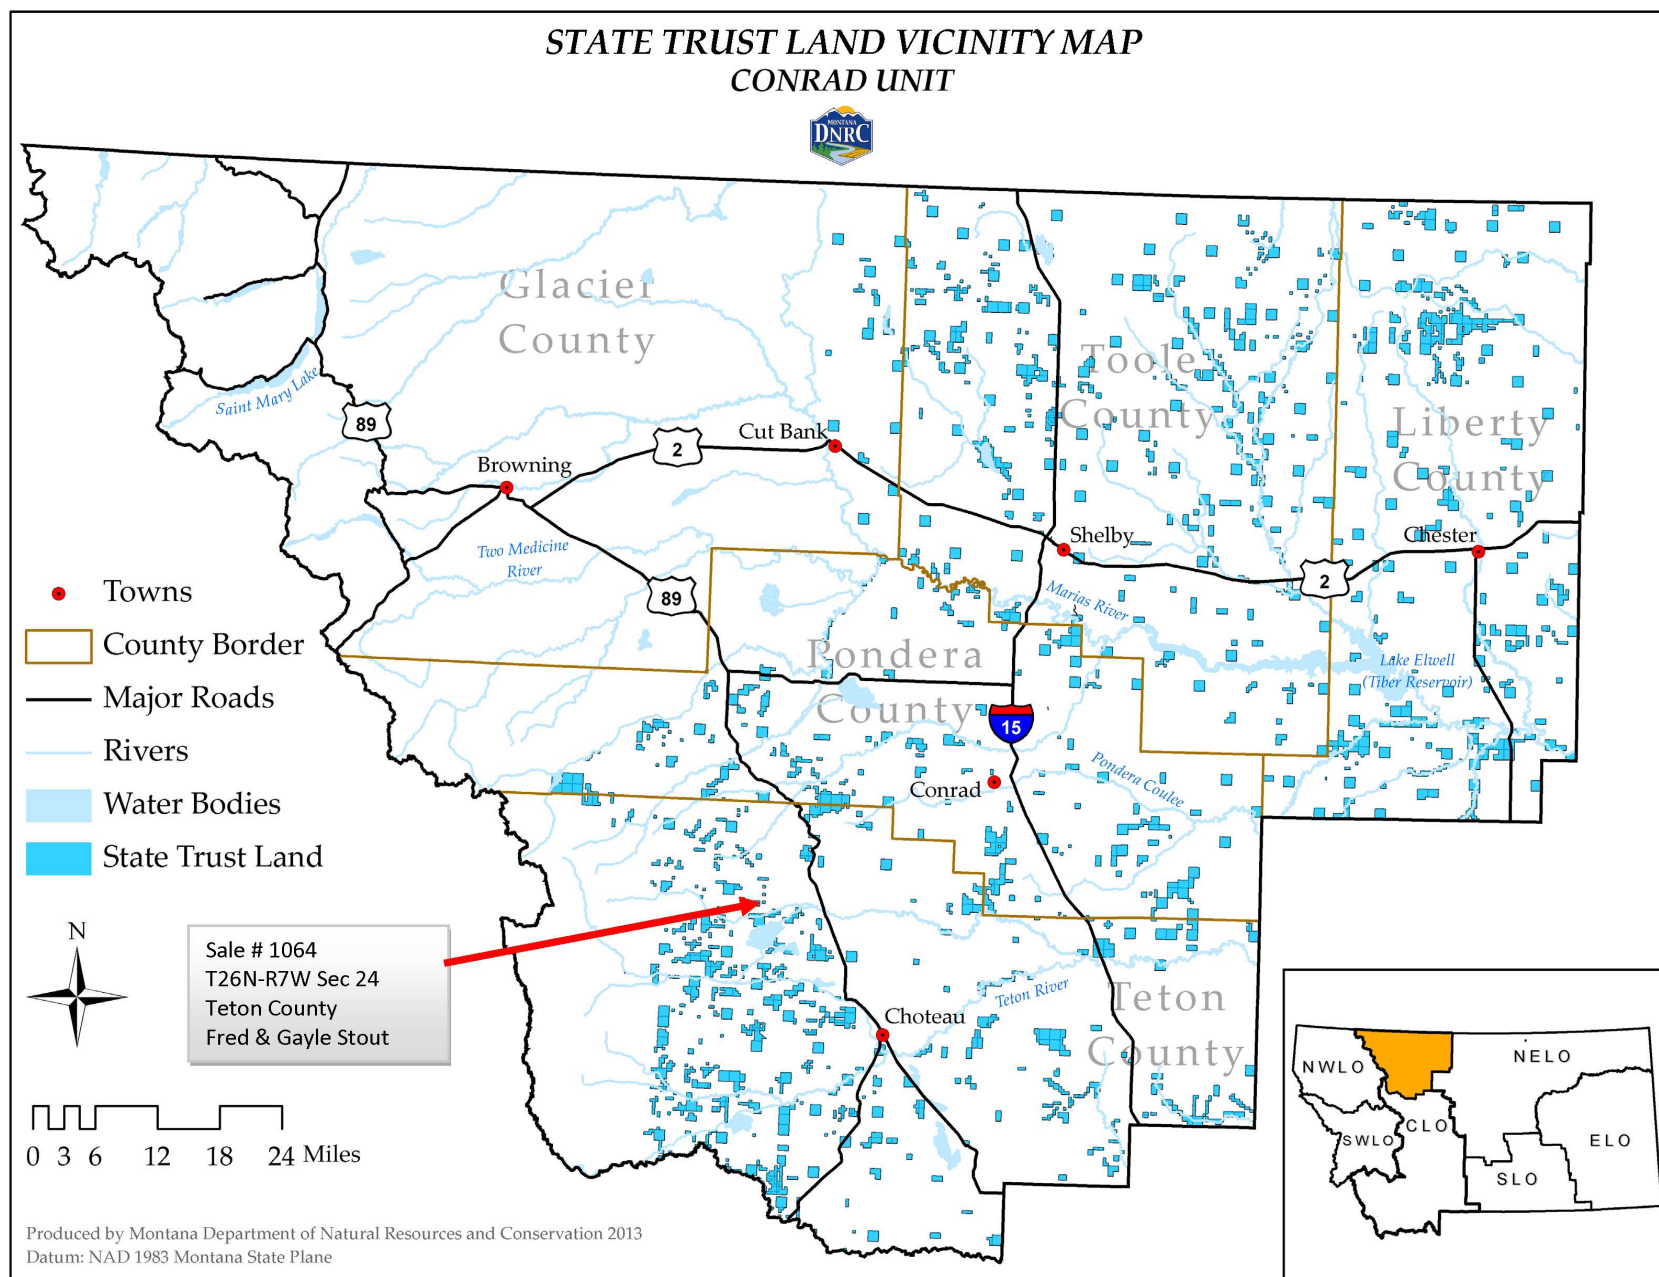 STATE TRUST LAND VICINITY MAP
CONRAD UNIT
MONTANA
DNRC
Glacier
County
Toole
County
Liberty
County
Saint Mary Lake
89
2
Cut Bank
Browning
Two Medicine
River
89
Shelby
Chester
2
Marias River
Pondera
County
Lake Elwell
(Tiber Reservoir)
15
Conrad
Pondera Coulee
Towns
County Border
Major Roads
Rivers
Water Bodies
State Trust Land
N
Sale # 1064
T26N-R7W Sec 24
Teton County
Fred & Gayle Stout
Teton River
Teton
County
Choteau
0 3 6 12 18 24 Miles
NWLO
NELO
SWLO
CLO
ELO
SLO
Produced by Montana Department of Natural Resources and Conservation 2013
Datum: NAD 1983 Montana State Plane